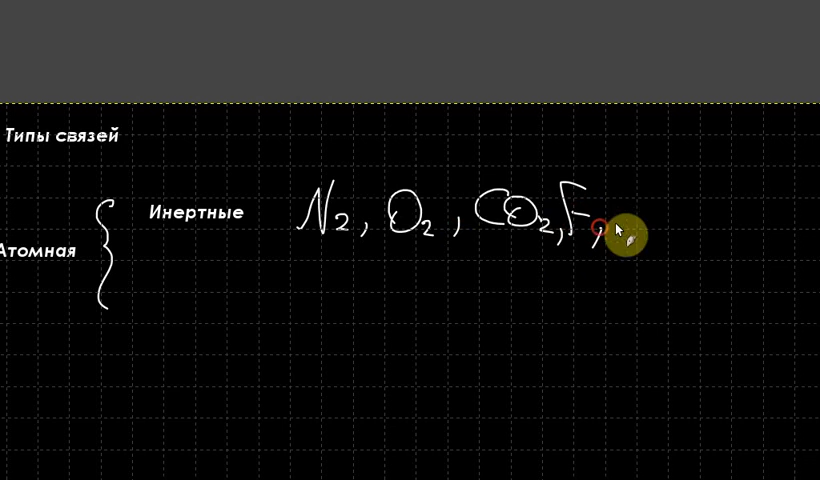 Типы связей
Инертные N₂, O₂, CO₂, F,
Атомная